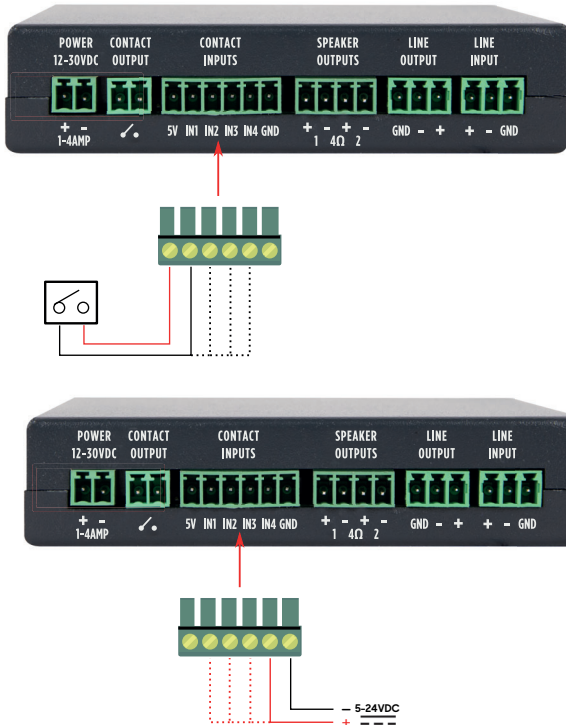 POWER CONTACT CONTACT SPEAKER LINE LINE
12-30VDC OUTPUT INPUTS OUTPUTS OUTPUT INPUT
+ - 5V IN1 IN2 IN3 IN4 GND + - + - GND - + + - GND
1-4AMP 1 4Ω 2
POWER CONTACT CONTACT SPEAKER LINE LINE
12-30VDC OUTPUT INPUTS OUTPUTS OUTPUT INPUT
+ - 5V IN1 IN2 IN3 IN4 GND + - + - GND - + + - GND
1-4AMP 1 4Ω 2
- 5-24VDC
+